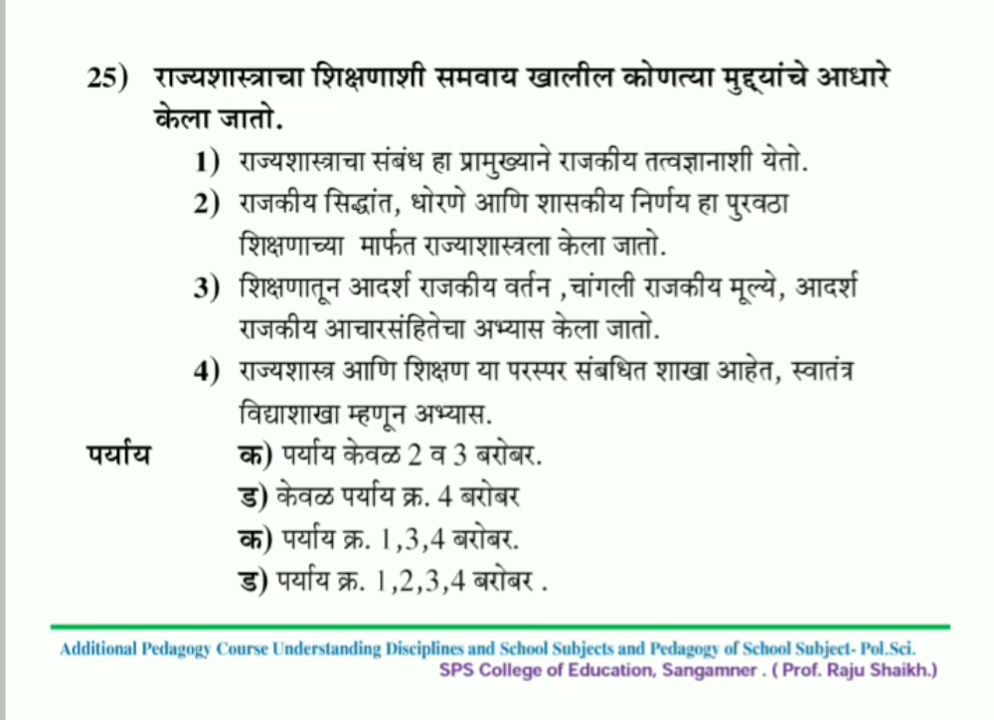 25) राज्यशास्त्राचा शिक्षणाशी समवाय खालील कोणत्या मुद्द्यांचे आधारे
केला जातो.
1) राज्यशास्त्राचा संबंध हा प्रामुख्याने राजकीय तत्वज्ञानाशी येतो.
2) राजकीय सिद्धांत, धोरणे आणि शासकीय निर्णय हा पुरवठा
शिक्षणाच्या मार्फत राज्याशास्त्रला केला जातो.
3) शिक्षणातून आदर्श राजकीय वर्तन ,चांगली राजकीय मूल्ये, आदर्श
राजकीय आचारसंहितेचा अभ्यास केला जातो.
4) राज्यशास्त्र आणि शिक्षण या परस्पर संबधित शाखा आहेत, स्वातंत्र
विद्याशाखा म्हणून अभ्यास.
पर्याय क) पर्याय केवळ 2 व 3 बरोबर.
ड) केवळ पर्याय क्र. 4 बरोबर
क) पर्याय क्र. 1,3,4 बरोबर.
ड) पर्याय क्र. 1,2,3,4 बरोबर .
Additional Pedagogy Course Understanding Disciplines and School Subjects and Pedagogy of School Subject- Pol.Sci.
SPS College of Education, Sangamner . ( Prof. Raju Shaikh.)